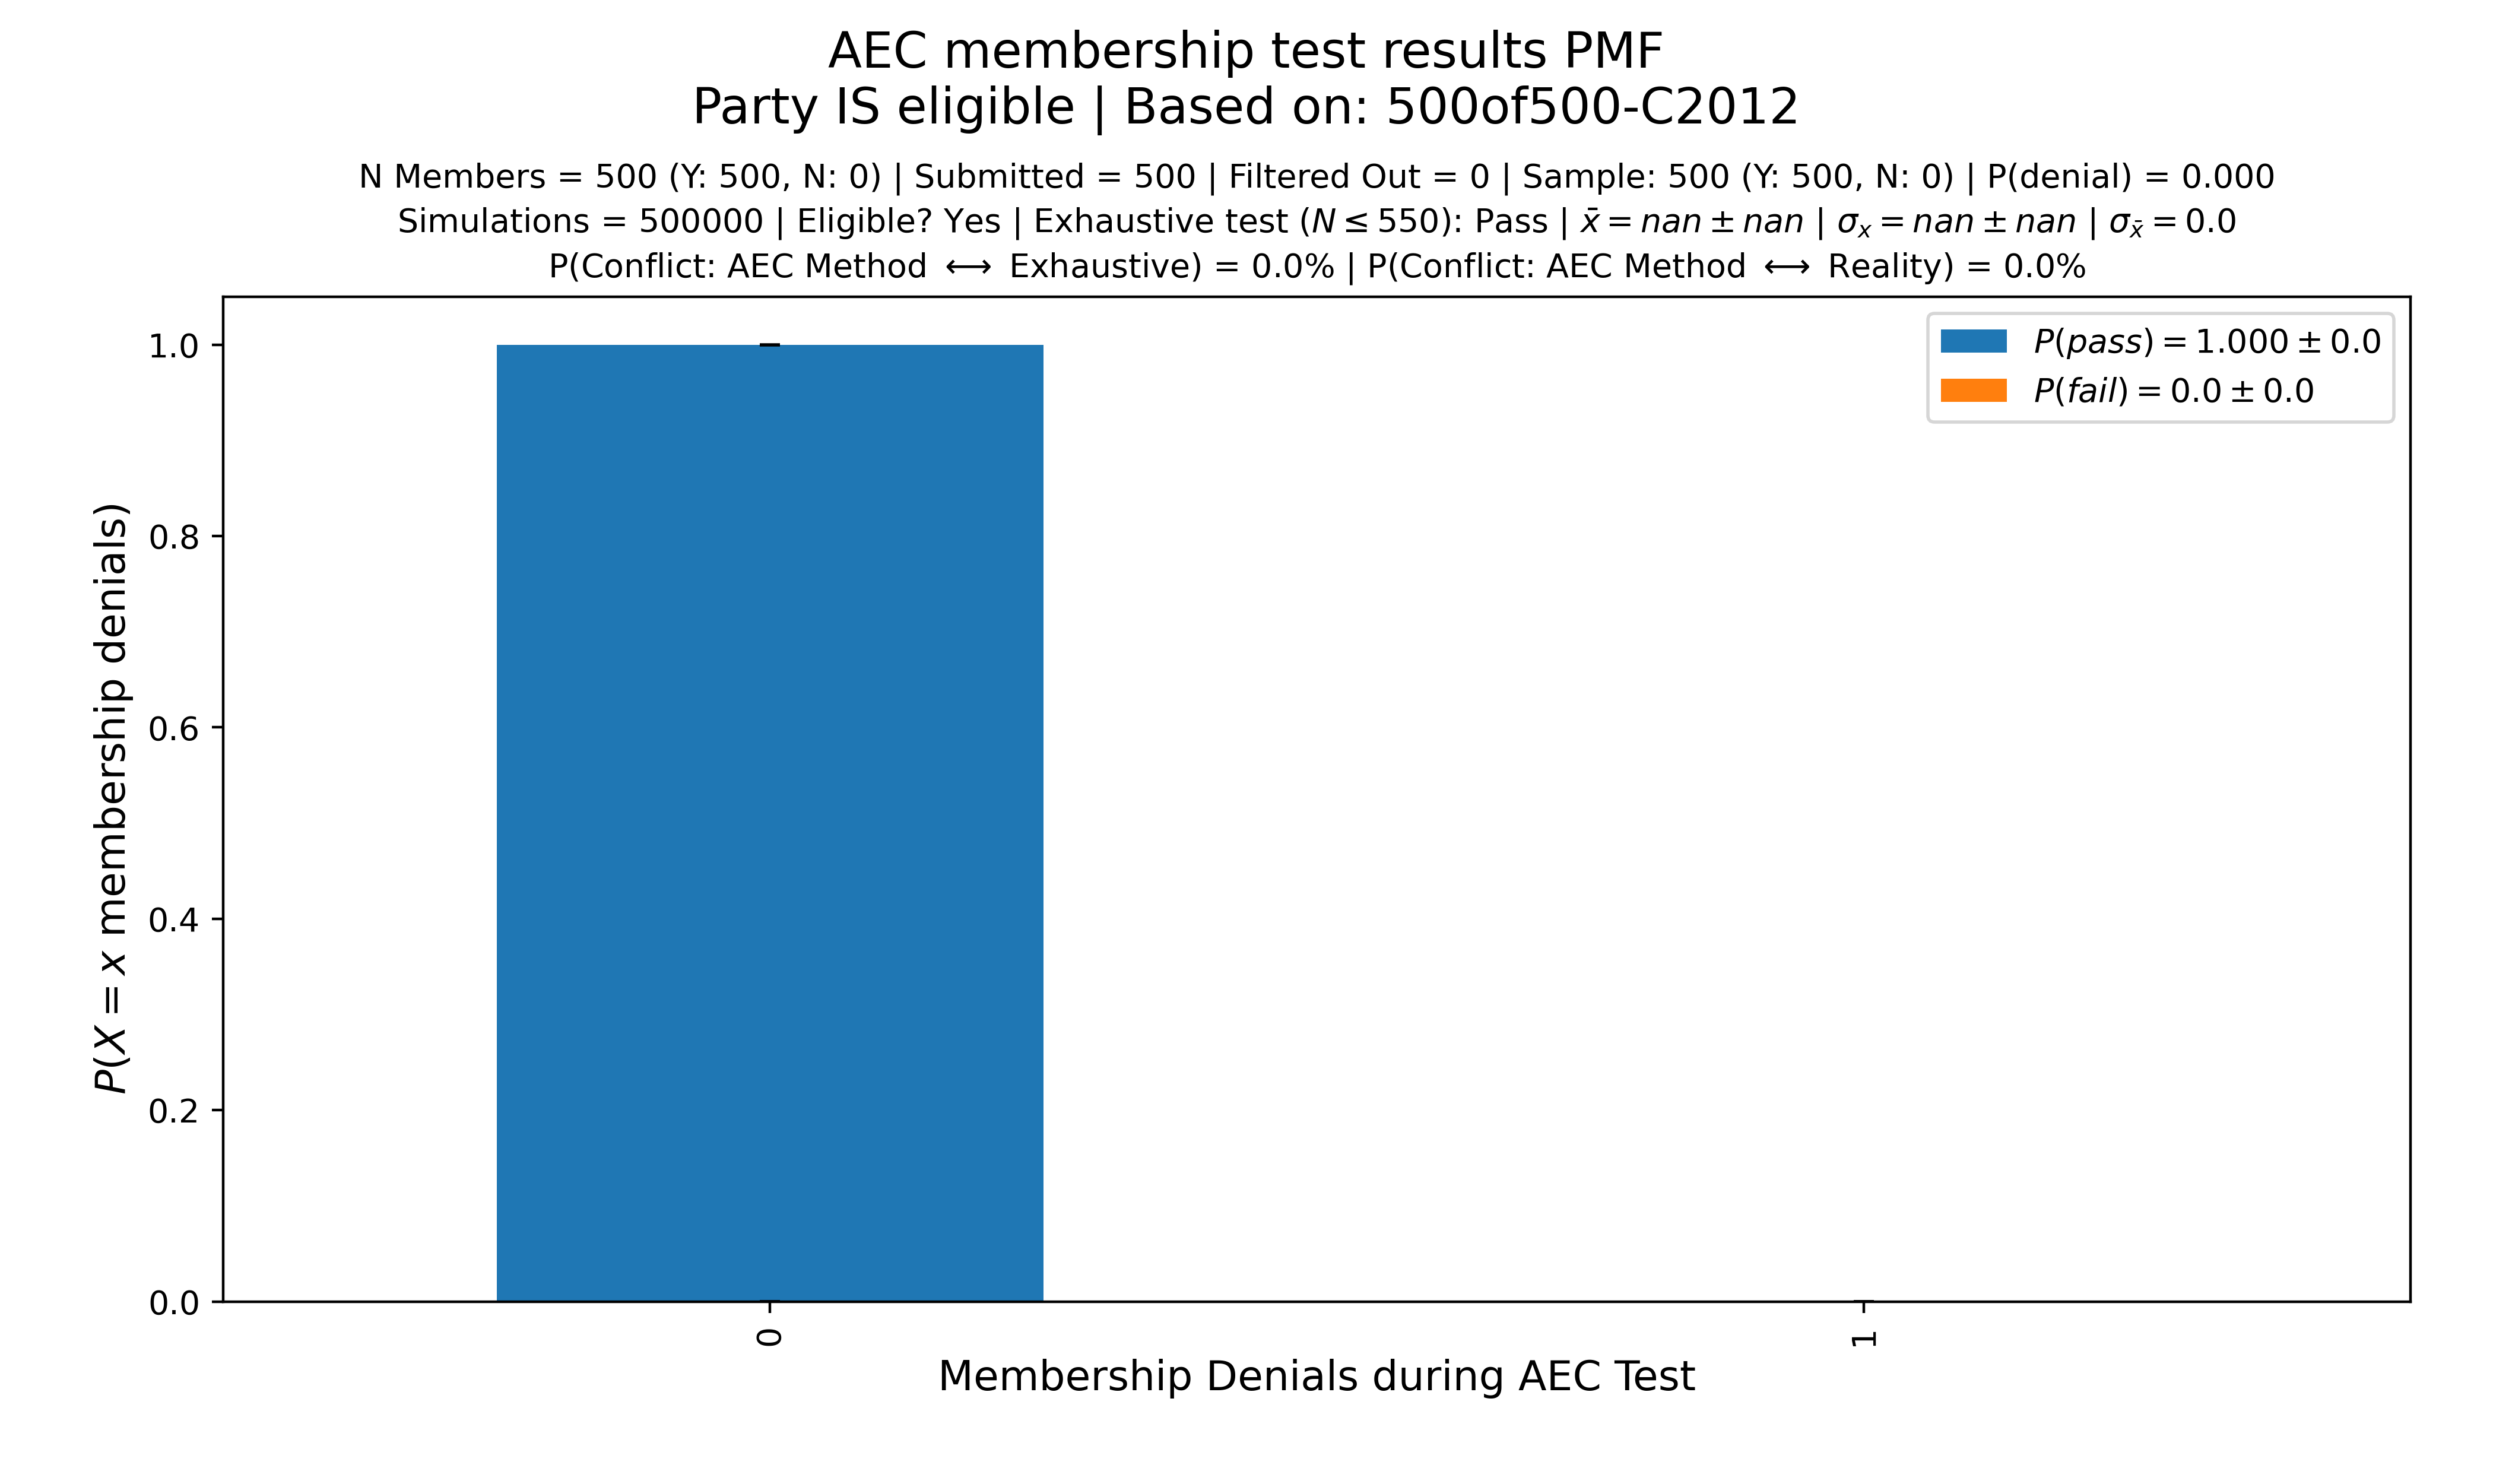 AEC membership test results PMF
Party IS eligible | Based on: 500of500-C2012
N Members = 500 (Y: 500, N: 0) | Submitted = 500 | Filtered Out = 0 | Sample: 500 (Y: 500, N: 0) | P(denial) = 0.000
Simulations = 500000 | Eligible? Yes | Exhaustive test (N ≤ 550): Pass | x̄ = nan ± nan | σₓ = nan ± nan | σ_x̄ = 0.0
P(Conflict: AEC Method ⟷ Exhaustive) = 0.0% | P(Conflict: AEC Method ⟷ Reality) = 0.0%
P(pass) = 1.000 ± 0.0
P(fail) = 0.0 ± 0.0
P(X = x membership denials)
1.0
0.8
0.6
0.4
0.2
0.0
0
1
Membership Denials during AEC Test